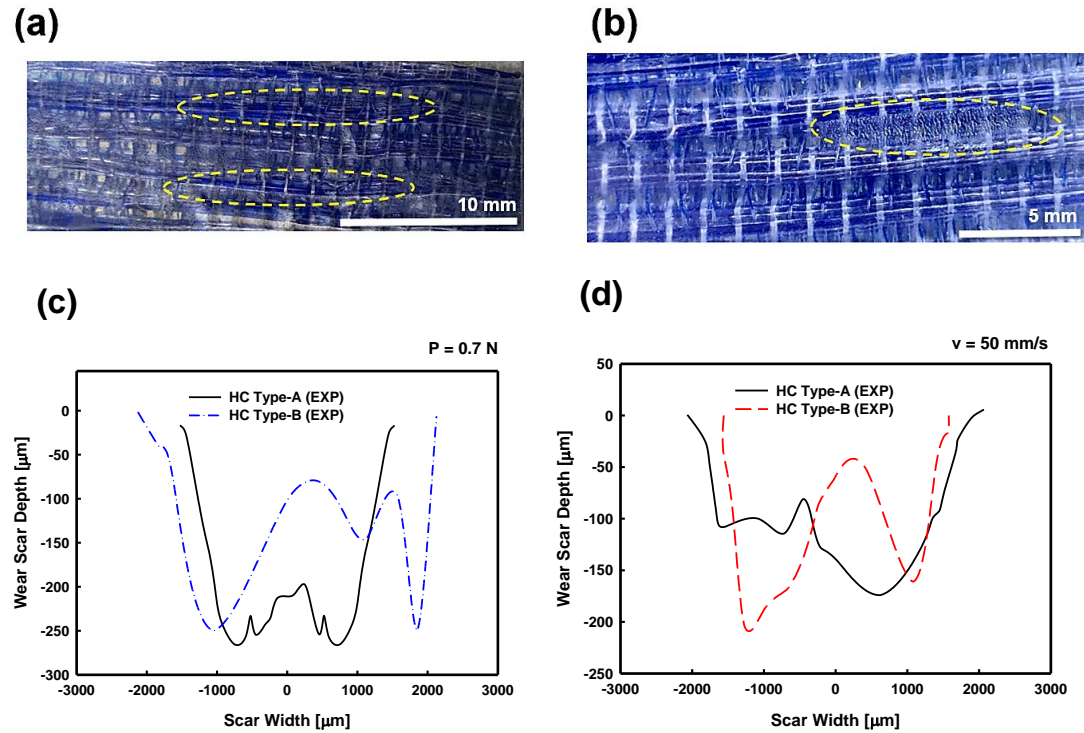 (a)
(b)
10 mm
5 mm
(c)
(d)
P = 0.7 N
HC Type-A (EXP)
HC Type-B (EXP)
0
-50
-100
-150
-200
-250
-300
Wear Scar Depth [μm]
-3000 -2000 -1000 0 1000 2000 3000
Scar Width [μm]
v = 50 mm/s
HC Type-A (EXP)
HC Type-B (EXP)
50
0
-50
-100
-150
-200
-250
Wear Scar Depth [μm]
-3000 -2000 -1000 0 1000 2000 3000
Scar Width [μm]